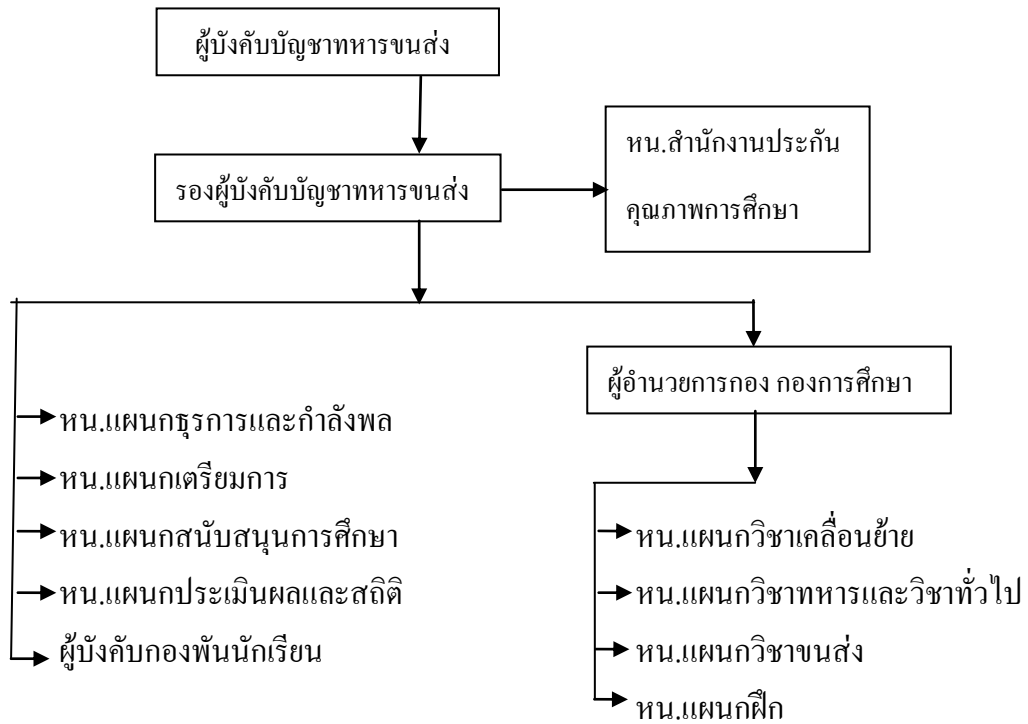 ผู้บังคับบัญชาทหารขนส่ง
หน.สำนักงานประกัน
คุณภาพการศึกษา
รองผู้บังคับบัญชาทหารขนส่ง
ผู้อำนวยการกอง กองการศึกษา
หน.แผนกธุรการและกำลังพล
หน.แผนกเตรียมการ
หน.แผนกสนับสนุนการศึกษา
หน.แผนกประเมินผลและสถิติ
ผู้บังคับกองพันนักเรียน
หน.แผนกวิชาเคลื่อนย้าย
หน.แผนกวิชาทหารและวิชาทั่วไป
หน.แผนกวิชาขนส่ง
หน.แผนกฝึก